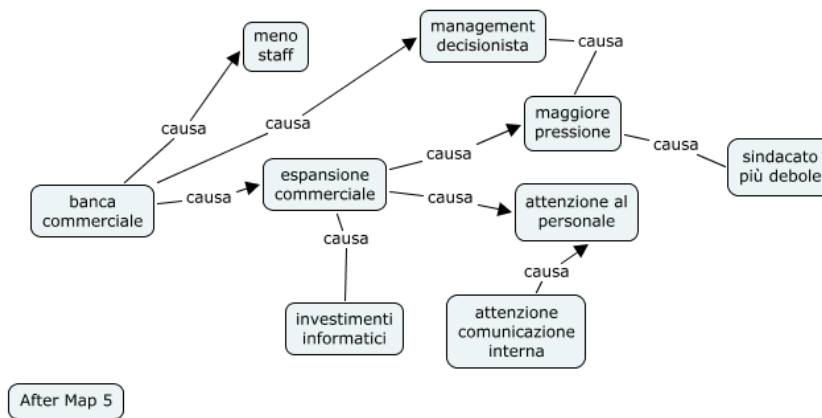 meno
staff
management
decisionista
causa
causa
causa
maggiore
pressione
causa
sindacato
più debole
espansione
commerciale
causa
banca
commerciale
causa
causa
attenzione al
personale
causa
causa
investimenti
informatici
attenzione
comunicazione
interna
After Map 5